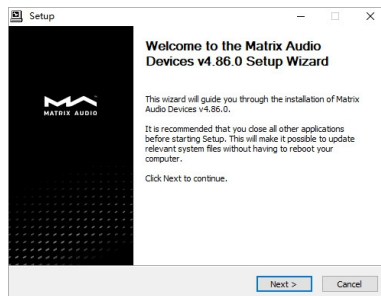 Setup
Welcome to the Matrix Audio
Devices v4.86.0 Setup Wizard
MATRIX AUDIO
This wizard will guide you through the installation of Matrix
Audio Devices v4.86.0.
It is recommended that you close all other applications
before starting Setup. This will make it possible to update
relevant system files without having to reboot your
computer.
Click Next to continue.
Next >
Cancel